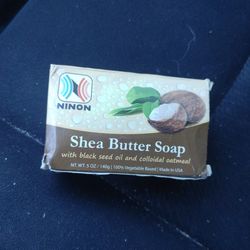 NINON
Shea Butter Soap
with black seed oil and colloidal oatmeal
NT. WT. 5 OZ / 140g | 100% Vegetable Based | Made In USA